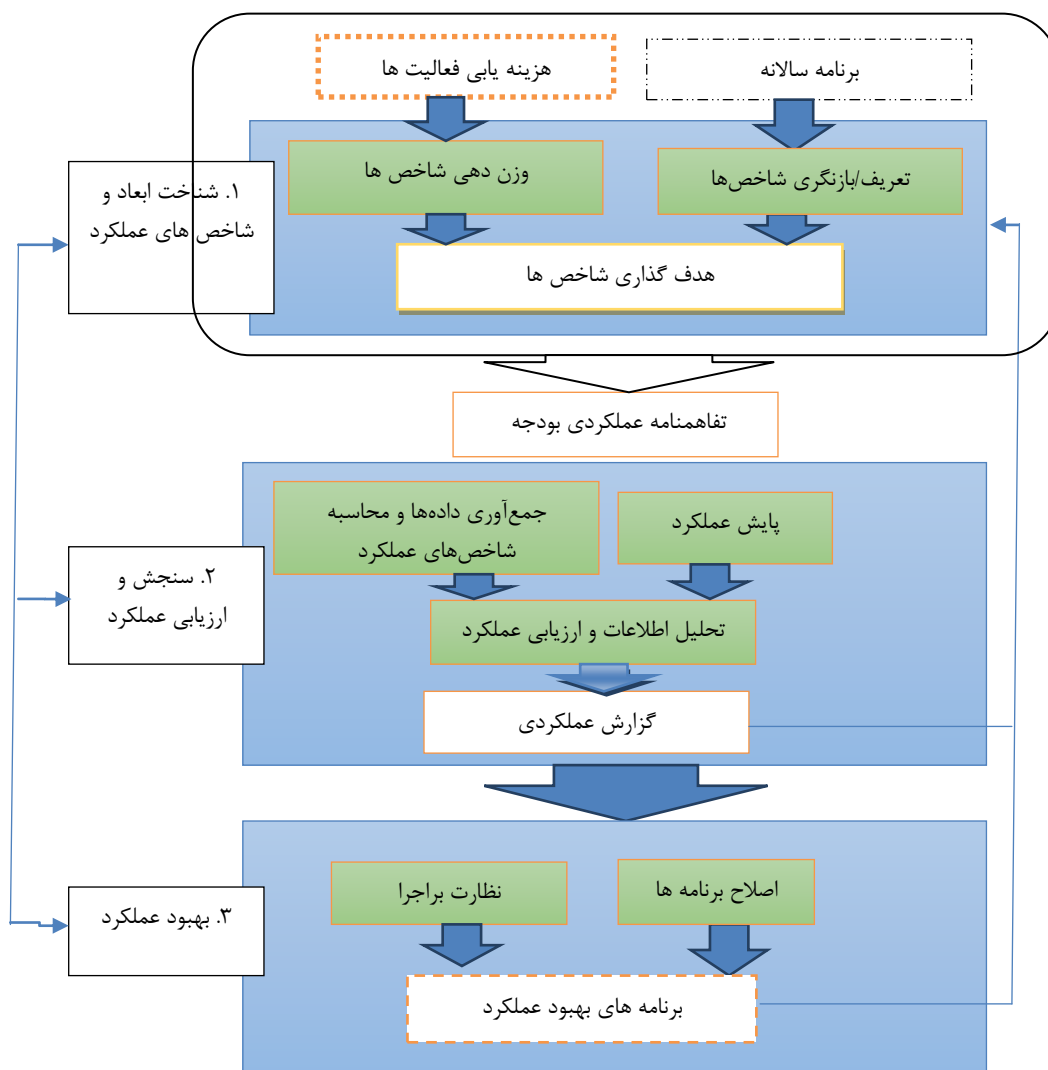 برنامه سالانه
هزینه یابی فعالیت ها
تعریف/بازنگری شاخص‌ها
وزن دهی شاخص ها
هدف گذاری شاخص ها
۱. شناخت ابعاد و
شاخص های عملکرد
تفاهمنامه عملکردی بودجه
پایش عملکرد
جمع‌آوری داده‌ها و محاسبه
شاخص‌های عملکرد
تحلیل اطلاعات و ارزیابی عملکرد
گزارش عملکردی
۲. سنجش و
ارزیابی عملکرد
اصلاح برنامه ها
نظارت براجرا
برنامه های بهبود عملکرد
۳. بهبود عملکرد